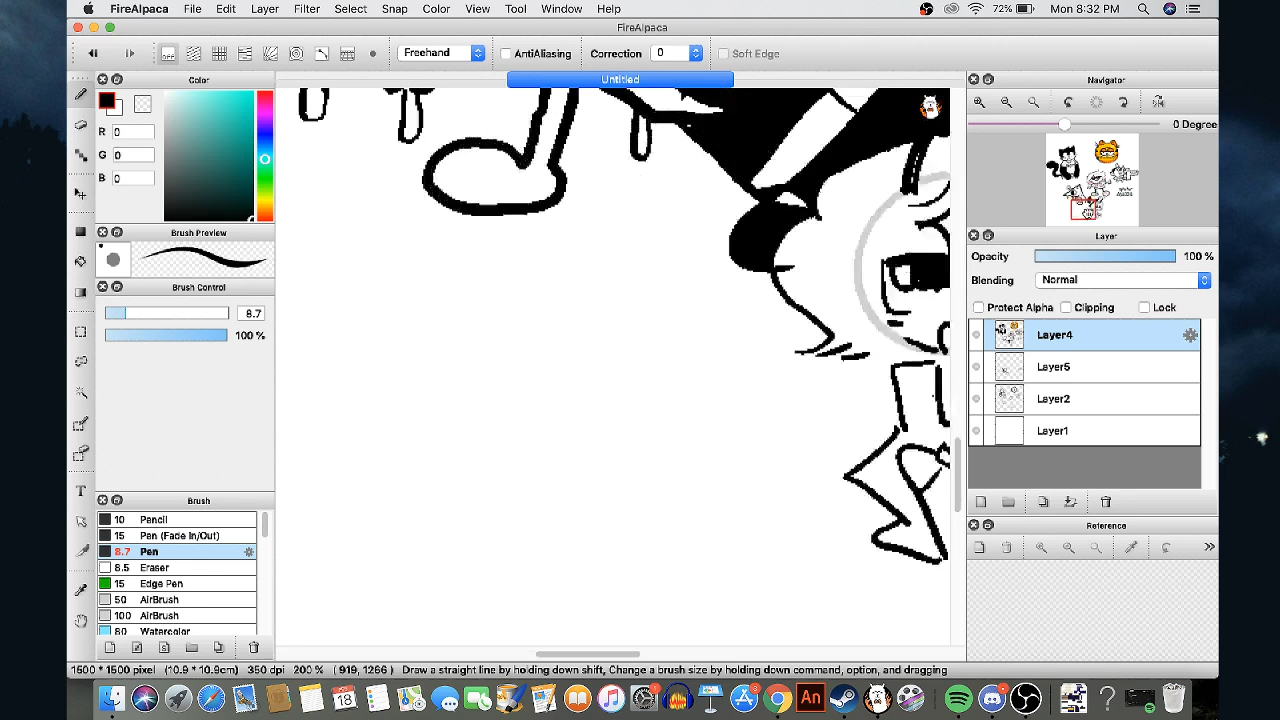 FireAlpaca File Edit Layer Filter Select Snap Color View Tool Window Help 72% Mon 8:32 PM
FireAlpaca
OFF Freehand AntiAliasing Correction 0 Soft Edge
Color Untitled Navigator
R 0
G 0
B 0
0 Degree
Brush Preview
Layer
Opacity 100 %
Blending Normal
Brush Control
Protect Alpha Clipping Lock
8.7
100 %
Layer4
Layer5
Layer2
Layer1
Brush
10 Pencil
15 Pen (Fade In/Out)
8.7 Pen
8.5 Eraser
15 Edge Pen
50 AirBrush
100 AirBrush
80 Watercolor
Reference
1500 * 1500 pixel (10.9 * 10.9cm) 350 dpi 200 % ( 919, 1266 ) Draw a straight line by holding down shift, Change a brush size by holding down command, option, and dragging
18
An